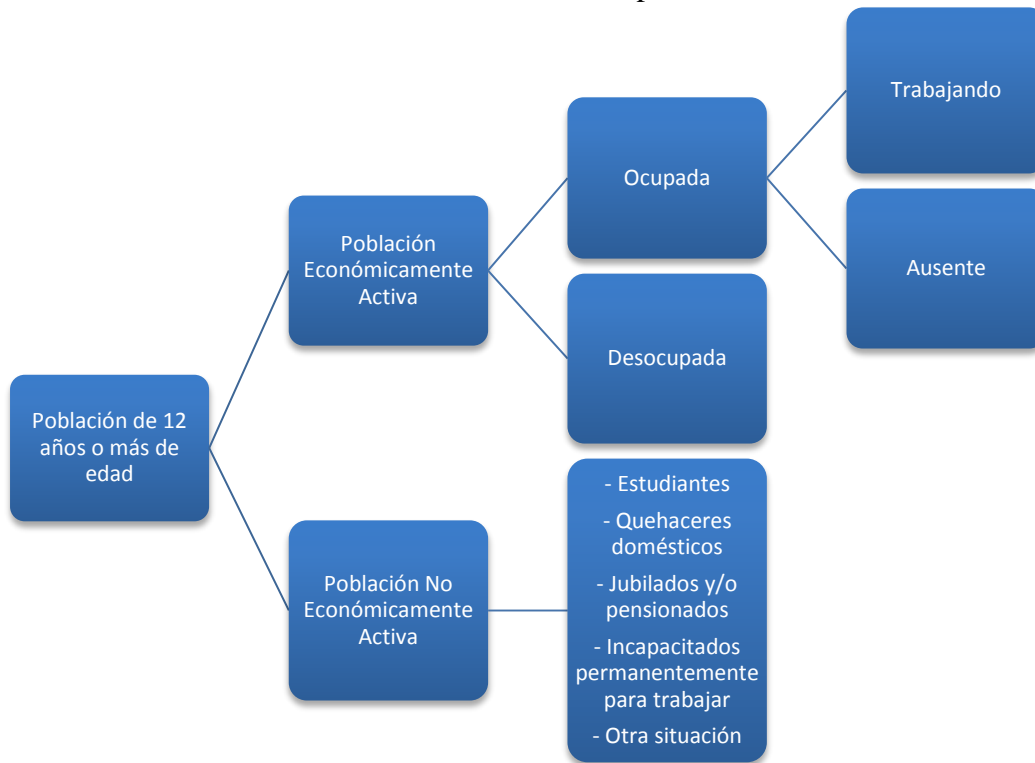 Trabajando
Ocupada
Ausente
Población
Económicamente
Activa
Desocupada
Población de 12
años o más de
edad
Población No
Económicamente
Activa
- Estudiantes
- Quehaceres
domésticos
- Jubilados y/o
pensionados
- Incapacitados
permanentemente
para trabajar
- Otra situación